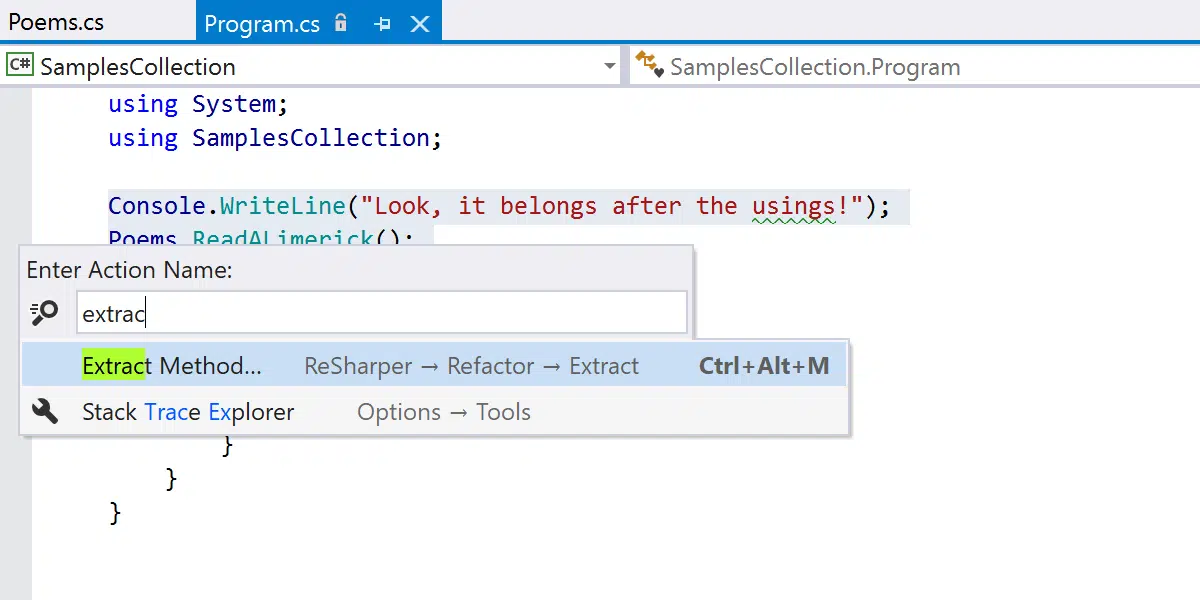 Poems.cs Program.cs
C# SamplesCollection SamplesCollection.Program
using System;
using SamplesCollection;
Console.WriteLine("Look, it belongs after the usings!");
Poems.ReadALimerick();
Enter Action Name:
extrac
Extract Method... ReSharper → Refactor → Extract Ctrl+Alt+M
Stack Trace Explorer Options → Tools
}
}
}